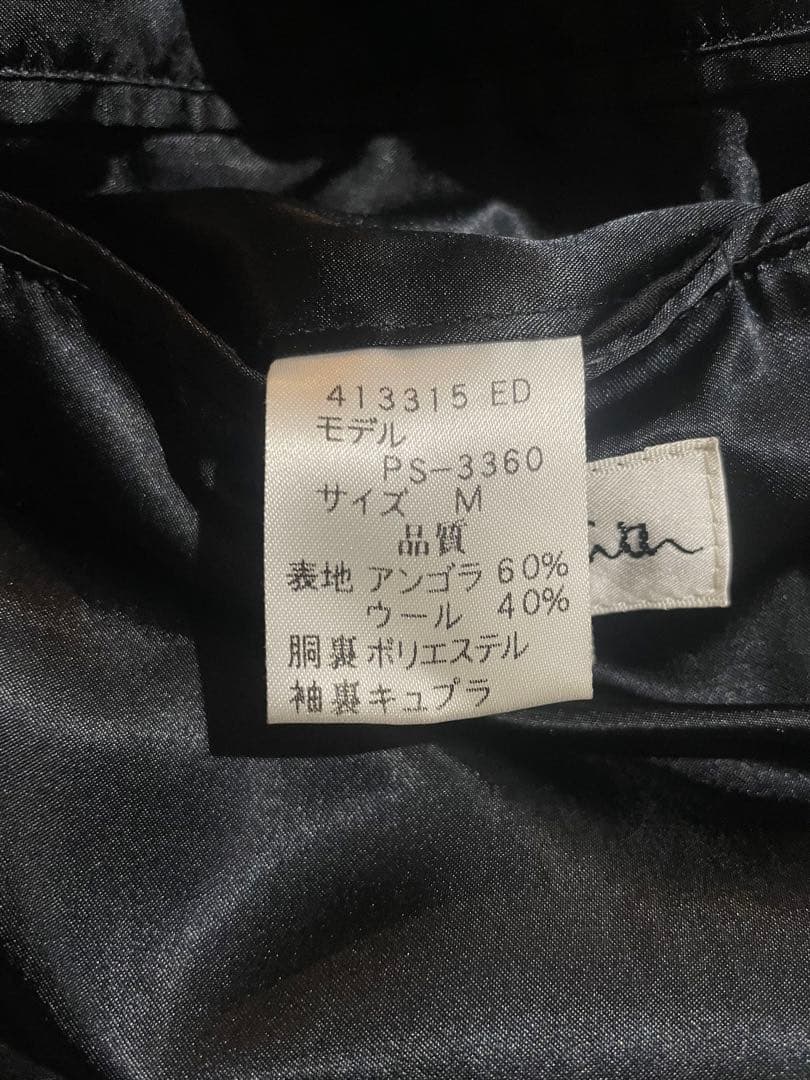 413315 ED
モデル
PS-3360
サイズ M
品質
表地 アンゴラ 60%
ウール 40%
胴裏 ポリエステル
袖裏 キュプラ